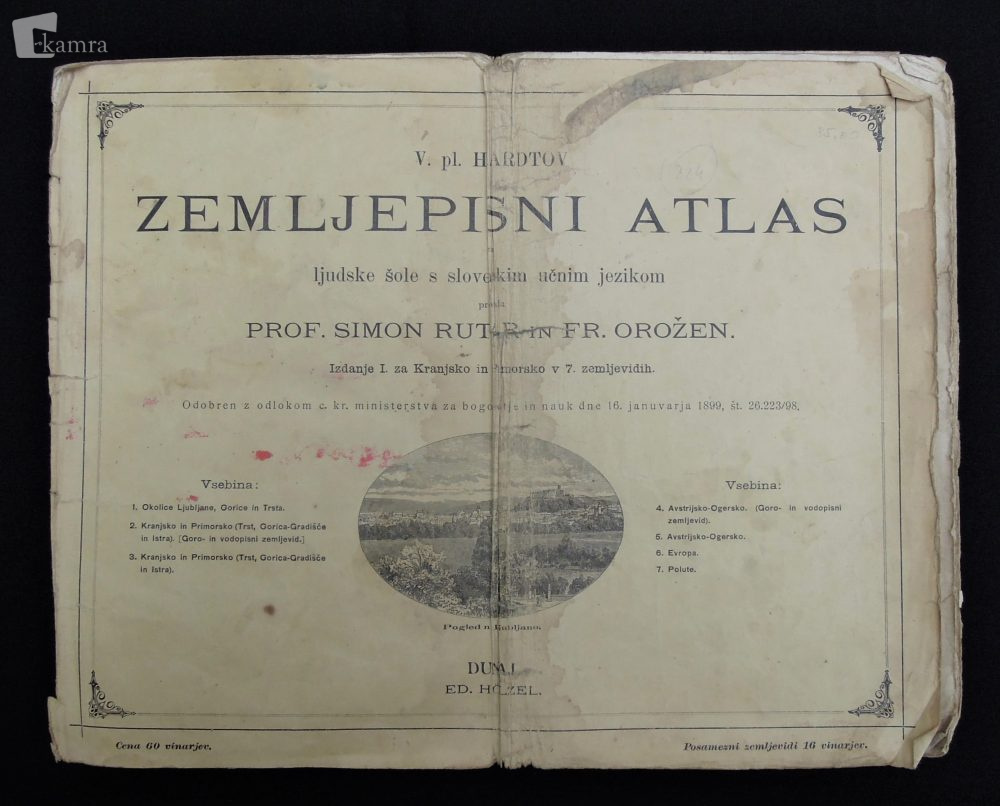 kamra
V. pl. HARDTOV
ZEMLJEPISNI ATLAS
ljudske šole s slovenskim učnim jezikom
PROF. SIMON RUTAR IN FR. OROŽEN.
Izdanje I. za Kranjsko in Primorsko v 7. zemljevidih.
Odobren z odlokom c. kr. ministerstva za bogočastje in nauk dne 16. januvarja 1899, št. 26.223/98.
Vsebina:
1. Okolice Ljubljane, Gorice in Trsta.
2. Kranjsko in Primorsko (Trst, Gorica-Gradišče
in Istra). [Goro- in vodopisni zemljevid.]
3. Kranjsko in Primorsko (Trst, Gorica-Gradišče
in Istra).
Vsebina:
4. Avstrijsko-Ogersko. (Goro- in vodopisni
zemljevid).
5. Avstrijsko-Ogersko.
6. Evropa.
7. Polute.
Pogled na Ljubljano.
DUNAJ
ED. HÖLZEL.
Cena 60 vinarjev.
Posamezni zemljevidi 16 vinarjev.